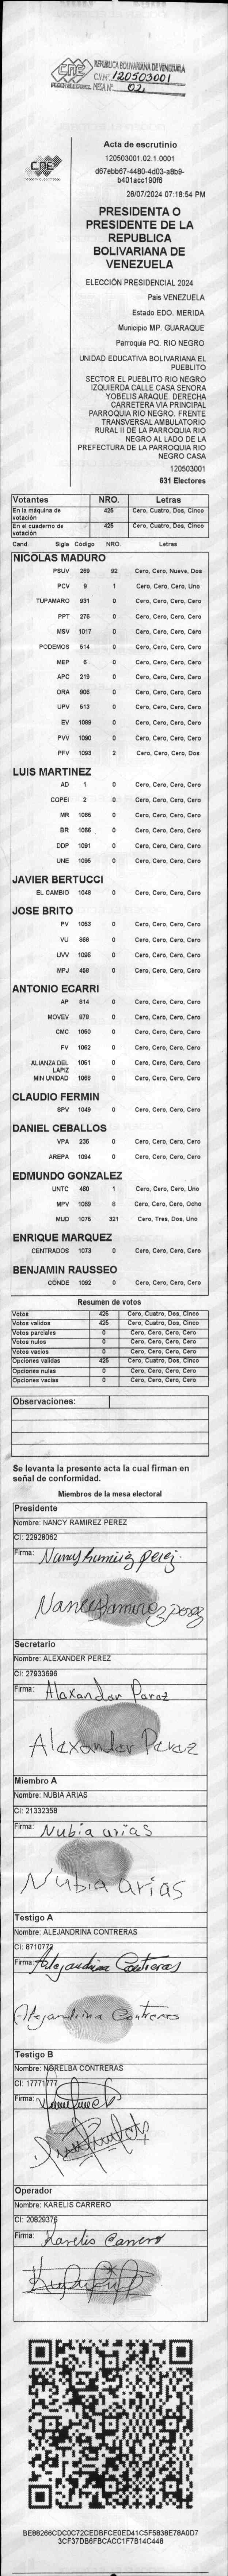 CNE
REPUBLICA BOLIVARIANA DE VENEZUELA
C.V.Nº 120503001
PODER ELECTORAL MESA Nº 02
CNE
Acta de escrutinio
120503001.02.1.0001
d57ebb67-4480-4d03-a8b9-
b401acc190f6
28/07/2024 07:16:54 PM
PRESIDENTA O
PRESIDENTE DE LA
REPUBLICA
BOLIVARIANA DE
VENEZUELA
ELECCIÓN PRESIDENCIAL 2024
País VENEZUELA
Estado EDO. MERIDA
Municipio MP. GUARAQUE
Parroquia PQ. RIO NEGRO
UNIDAD EDUCATIVA BOLIVARIANA EL
PUEBLITO
SECTOR EL PUEBLITO RIO NEGRO
IZQUIERDA CALLE CASA SENORA
YOBELIS ARAQUE. DERECHA
CARRETERA VIA PRINCIPAL
PARROQUIA RIO NEGRO. FRENTE
TRANSVERSAL AMBULATORIO
RURAL II DE LA PARROQUIA RIO
NEGRO AL LADO DE LA
PREFECTURA DE LA PARROQUIA RIO
NEGRO CASA
120503001
631 Electores
Votantes NRO. Letras
En la máquina de votación 425 Cero, Cuatro, Dos, Cinco
En el cuaderno de votación 425 Cero, Cuatro, Dos, Cinco
Cand. Sigla Código NRO. Letras
NICOLAS MADURO
PSUV 269 92 Cero, Cero, Nueve, Dos
PCV 9 1 Cero, Cero, Cero, Uno
TUPAMARO 931 0 Cero, Cero, Cero, Cero
PPT 276 0 Cero, Cero, Cero, Cero
MSV 1017 0 Cero, Cero, Cero, Cero
PODEMOS 514 0 Cero, Cero, Cero, Cero
MEP 6 0 Cero, Cero, Cero, Cero
APC 219 0 Cero, Cero, Cero, Cero
ORA 906 0 Cero, Cero, Cero, Cero
UPV 513 0 Cero, Cero, Cero, Cero
EV 1089 0 Cero, Cero, Cero, Cero
PVV 1090 0 Cero, Cero, Cero, Cero
PFV 1093 2 Cero, Cero, Cero, Dos
LUIS MARTINEZ
AD 1 0 Cero, Cero, Cero, Cero
COPEI 2 0 Cero, Cero, Cero, Cero
MR 1065 0 Cero, Cero, Cero, Cero
BR 1066 0 Cero, Cero, Cero, Cero
DDP 1091 0 Cero, Cero, Cero, Cero
UNE 1095 0 Cero, Cero, Cero, Cero
JAVIER BERTUCCI
EL CAMBIO 1048 0 Cero, Cero, Cero, Cero
JOSE BRITO
PV 1053 0 Cero, Cero, Cero, Cero
VU 868 0 Cero, Cero, Cero, Cero
UVV 1096 0 Cero, Cero, Cero, Cero
MPJ 458 0 Cero, Cero, Cero, Cero
ANTONIO ECARRI
AP 814 0 Cero, Cero, Cero, Cero
MOVEV 978 0 Cero, Cero, Cero, Cero
CMC 1050 0 Cero, Cero, Cero, Cero
FV 1062 0 Cero, Cero, Cero, Cero
ALIANZA DEL LAPIZ 1051 0 Cero, Cero, Cero, Cero
MIN UNIDAD 1068 0 Cero, Cero, Cero, Cero
CLAUDIO FERMIN
SPV 1049 0 Cero, Cero, Cero, Cero
DANIEL CEBALLOS
VPA 236 0 Cero, Cero, Cero, Cero
AREPA 1094 0 Cero, Cero, Cero, Cero
EDMUNDO GONZALEZ
UNTC 460 1 Cero, Cero, Cero, Uno
MPV 1059 8 Cero, Cero, Cero, Ocho
MUD 1075 321 Cero, Tres, Dos, Uno
ENRIQUE MARQUEZ
CENTRADOS 1073 0 Cero, Cero, Cero, Cero
BENJAMIN RAUSSEO
CONDE 1092 0 Cero, Cero, Cero, Cero
Resumen de votos
Votos 425 Cero, Cuatro, Dos, Cinco
Votos validos 425 Cero, Cuatro, Dos, Cinco
Votos parciales 0 Cero, Cero, Cero, Cero
Votos nulos 0 Cero, Cero, Cero, Cero
Votos vacios 0 Cero, Cero, Cero, Cero
Opciones validas 425 Cero, Cuatro, Dos, Cinco
Opciones nulas 0 Cero, Cero, Cero, Cero
Opciones vacias 0 Cero, Cero, Cero, Cero
Observaciones:
Se levanta la presente acta la cual firman en
señal de conformidad.
Miembros de la mesa electoral
Presidente
Nombre: NANCY RAMIREZ PEREZ
CI: 22928062
Firma: Nancy Ramirez perez
Nancy Ramirez perez
Secretario
Nombre: ALEXANDER PEREZ
CI: 27933696
Firma: Alexander Perez
Alexander Perez
Miembro A
Nombre: NUBIA ARIAS
CI: 21332358
Firma: Nubia arias
Nubia arias
Testigo A
Nombre: ALEJANDRINA CONTRERAS
CI: 8710772
Firma: Alejandrina Contreras
Alejandrina Contreras
Testigo B
Nombre: NORELBA CONTRERAS
CI: 17771777
Firma:
Operador
Nombre: KARELIS CARRERO
CI: 20829376
Firma: Karelis Carrero
BE88266CDC0C72CEDBFCE0ED41C5F5838E78A0D7
3CF37DB6FBCACC1F7B14C448